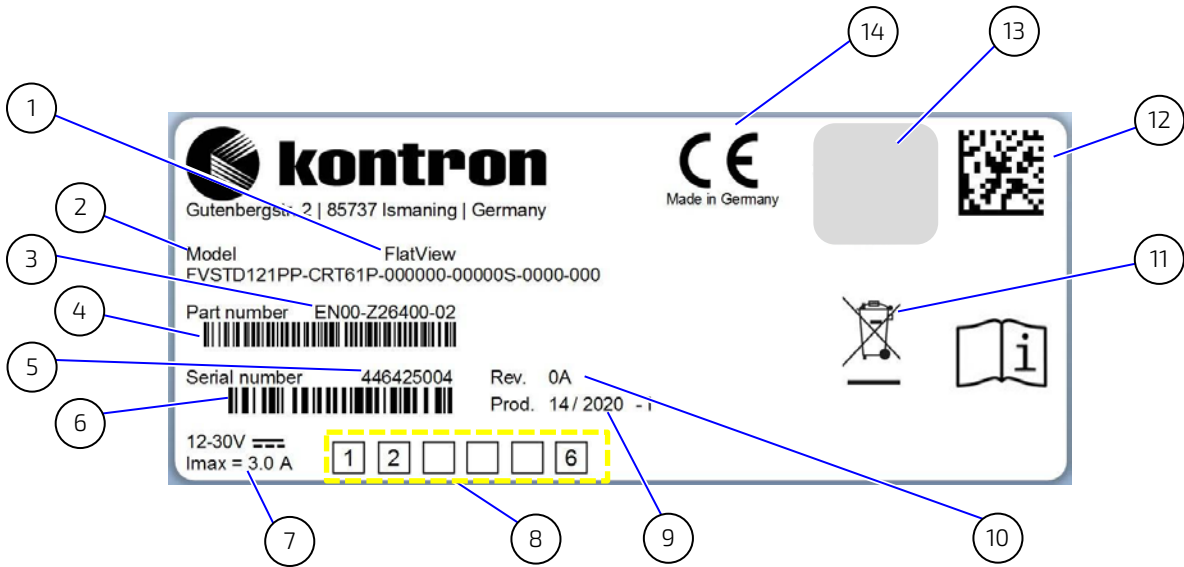 14
13
1
12
kontron
Made in Germany
2
Gutenbergstr. 2 | 85737 Ismaning | Germany
Model FlatView
3
FVSTD121PP-CRT61P-000000-00000S-0000-000
11
4
Part number EN00-Z26400-02
i
5
Serial number 446425004 Rev. 0A
6
Prod. 14 / 2020 -
12-30V
Imax = 3.0 A
1 2 6
7
8
9
10